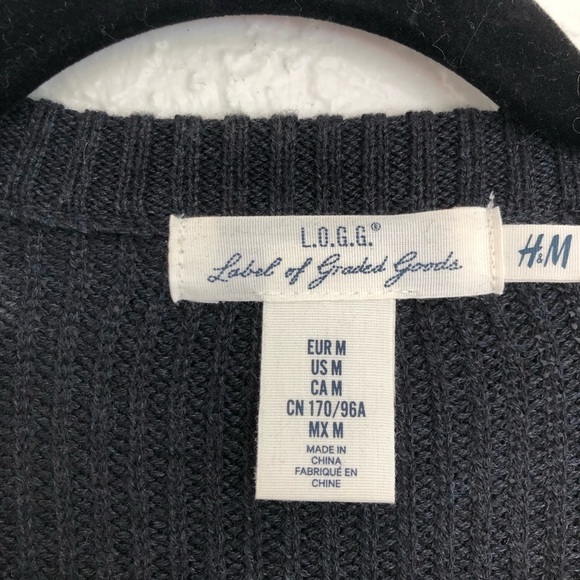 L.O.G.G.®
Label of Graded Goods
H&M
EUR M
US M
CA M
CN 170/96A
MX M
MADE IN
CHINA
FABRIQUÉ EN
CHINE